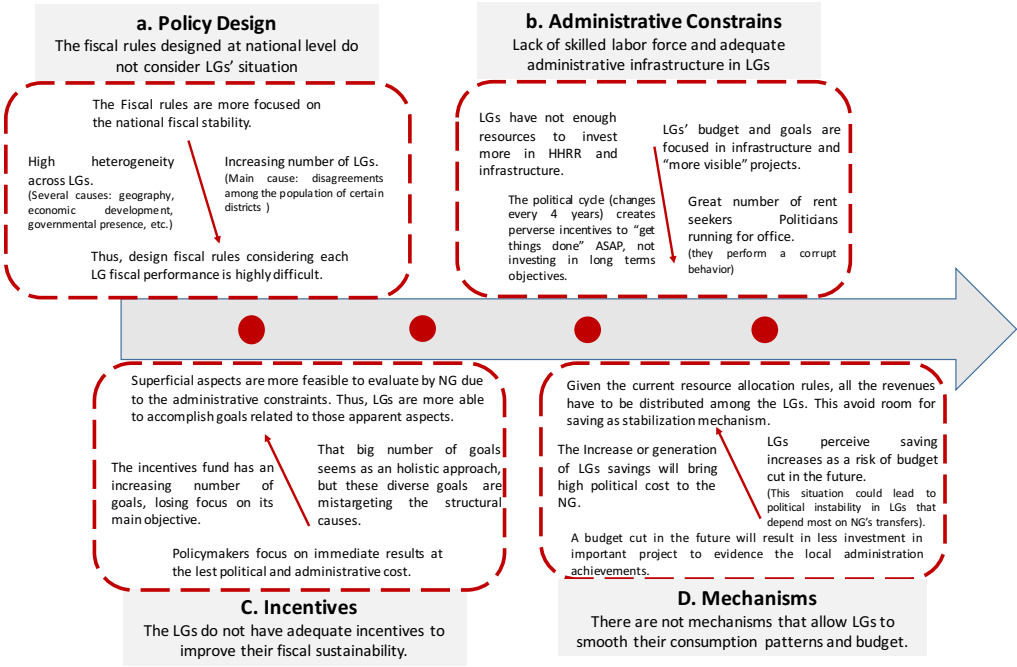 a. Policy Design
The fiscal rules designed at national level do
not consider LGs' situation
The Fiscal rules are more focused on
the national fiscal stability.
High heterogeneity
across LGs.
(Several causes: geography,
economic development,
governmental presence, etc.)
Increasing number of LGs.
(Main cause: disagreements
among the population of certain
districts )
Thus, design fiscal rules considering each
LG fiscal performance is highly difficult.
b. Administrative Constrains
Lack of skilled labor force and adequate
administrative infrastructure in LGs
LGs have not enough
resources to invest
more in HHRR and
infrastructure.
LGs' budget and goals are
focused in infrastructure and
“more visible” projects.
The political cycle (changes
every 4 years) creates
perverse incentives to “get
things done” ASAP, not
investing in long terms
objectives.
Great number of rent
seekers Politicians
running for office.
(they perform a corrupt
behavior)
Superficial aspects are more feasible to evaluate by NG due
to the administrative constraints. Thus, LGs are more able
to accomplish goals related to those apparent aspects.
The incentives fund has an
increasing number of
goals, losing focus on its
main objective.
That big number of goals
seems as an holistic approach,
but these diverse goals are
mistargeting the structural
causes.
Policymakers focus on immediate results at
the lest political and administrative cost.
C. Incentives
The LGs do not have adequate incentives to
improve their fiscal sustainability.
Given the current resource allocation rules, all the revenues
have to be distributed among the LGs. This avoid room for
saving as stabilization mechanism.
The Increase or generation
of LGs savings will bring
high political cost to the
NG.
LGs perceive saving
increases as a risk of budget
cut in the future.
(This situation could lead to
political instability in LGs that
depend most on NG's transfers).
A budget cut in the future will result in less investment in
important project to evidence the local administration
achievements.
D. Mechanisms
There are not mechanisms that allow LGs to
smooth their consumption patterns and budget.